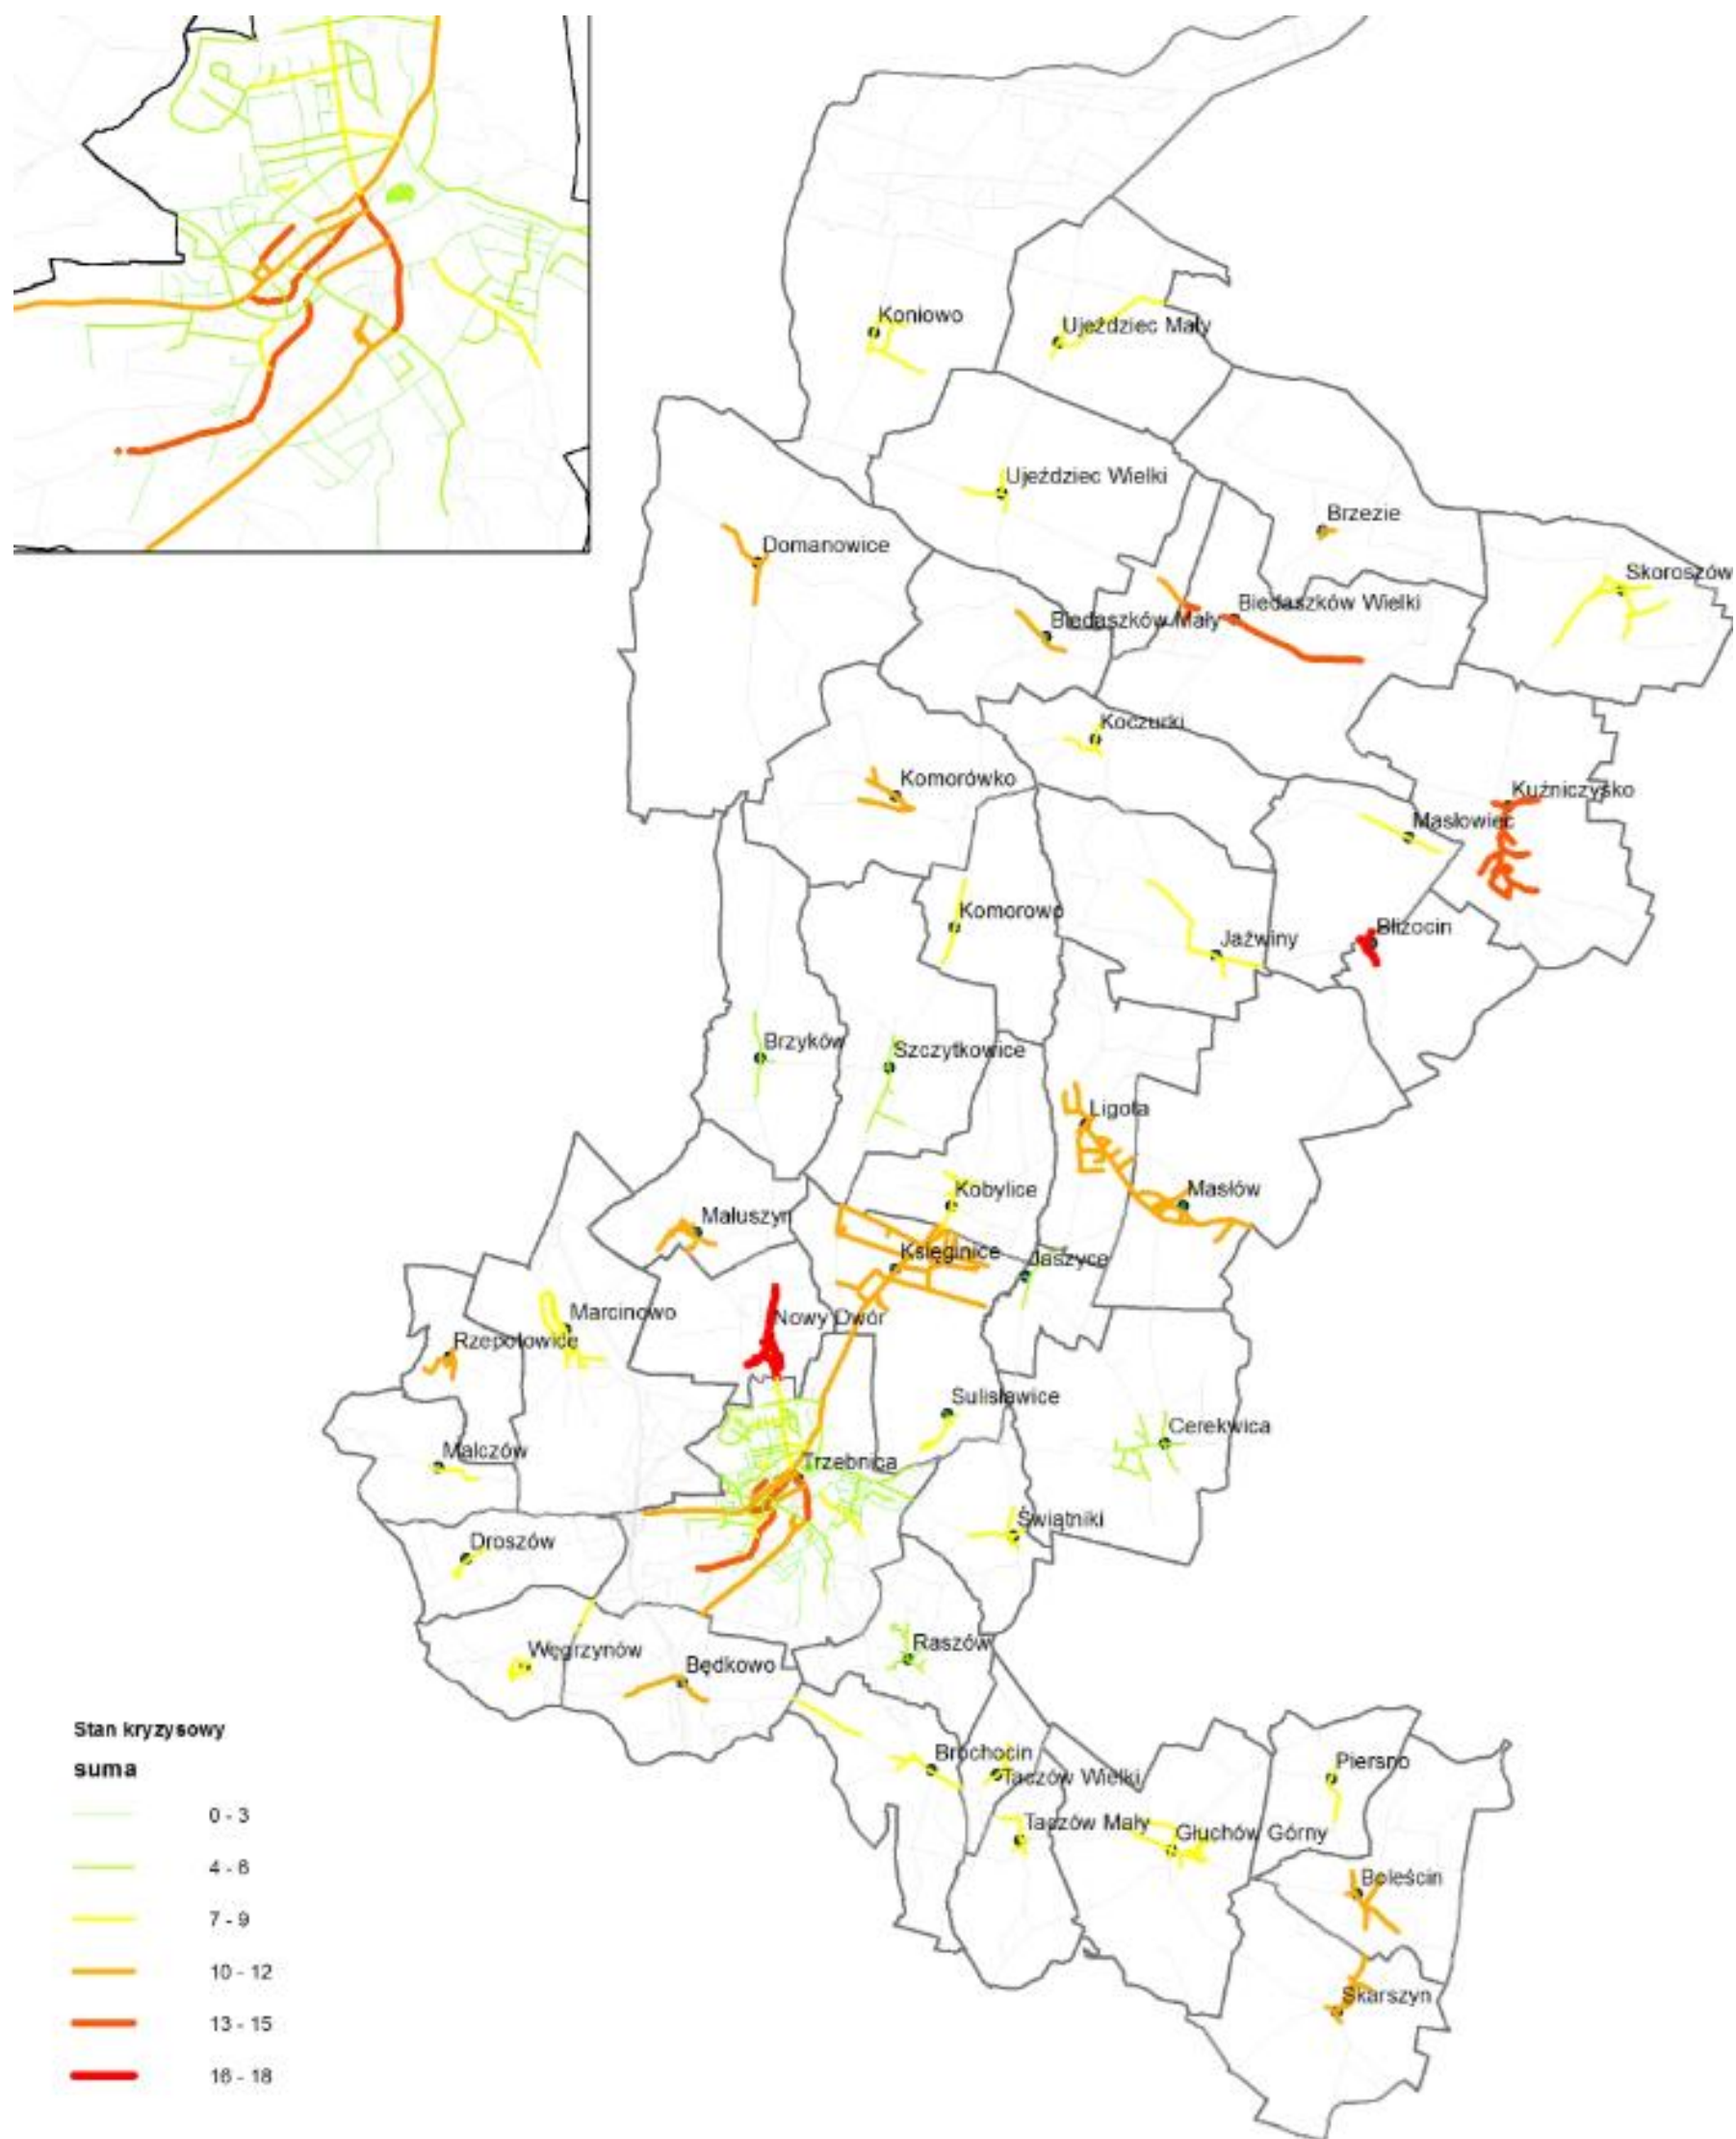 Koniowo
Ujeździec Mały
Ujeździec Wielki
Brzezie
Domanowice
Skoroszów
Biedaszków Wielki
Biedaszków Mały
Koczurki
Komorówko
Kuźniczysko
Masłowiec
Komorowo
Blizocin
Jaźwiny
Brzyków
Szczytkowice
Ligota
Kobylice
Masłów
Małuszyn
Księginice
Jaszyce
Marcinowo
Nowy Dwór
Rzepotowice
Sulisławice
Cerekwica
Malczów
Trzebnica
Świątniki
Droszów
Raszów
Węgrzynów
Będkowo
Stan kryzysowy
Brochocin
Piersno
suma
Taczów Wielki
0 - 3
Taczów Mały
Głuchów Górny
4 - 6
Boleścin
7 - 9
10 - 12
Skarszyn
13 - 15
16 - 18